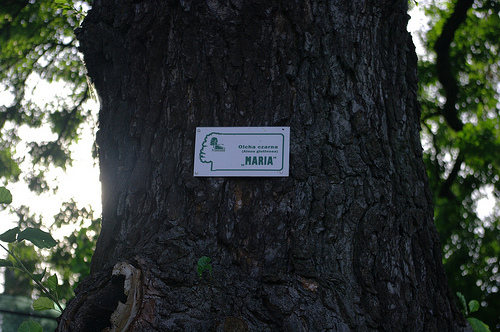 Olcha czarna
(Alnus glutinosa)
„MARIA"